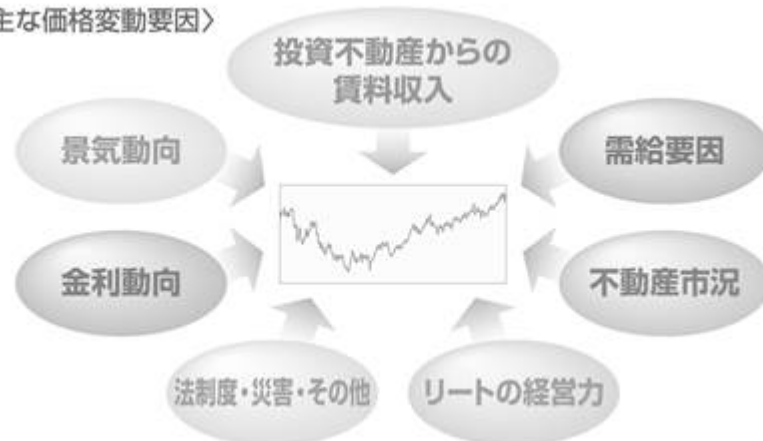 主な価格変動要因〉
投資不動産からの
賃料収入
景気動向
需給要因
金利動向
不動産市況
法制度・災害・その他
リートの経営力